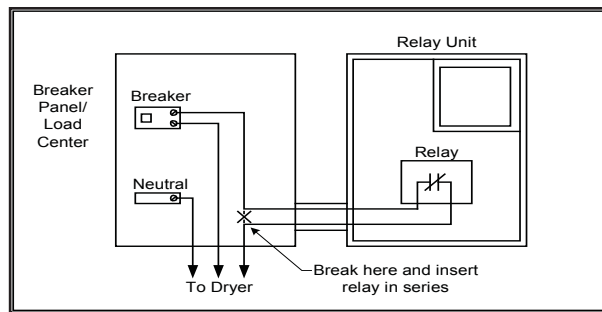 Relay Unit
Breaker
Panel/
Load
Center
Breaker
Relay
Neutral
Break here and insert
relay in series
To Dryer